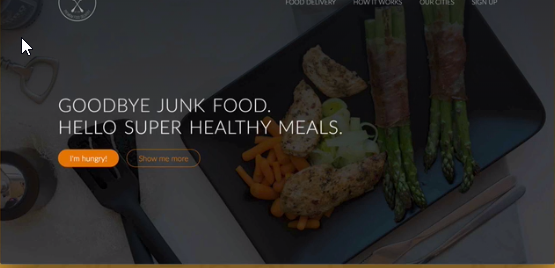 FOOD DELIVERY HOW IT WORKS OUR CITIES SIGN UP
GOODBYE JUNK FOOD.
HELLO SUPER HEALTHY MEALS.
I'm hungry! Show me more